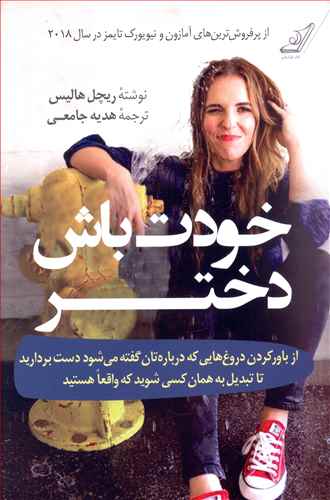 از پرفروش‌ترین‌های آمازون و نیویورک تایمز در سال ۲۰۱۸
نوشتهٔ ریچل هالیس
ترجمهٔ هدیه جامعی
خودت باش
دختر
از باور کردن دروغ‌هایی که درباره‌تان گفته می‌شود دست بردارید
تا تبدیل به همان کسی شوید که واقعاً هستید